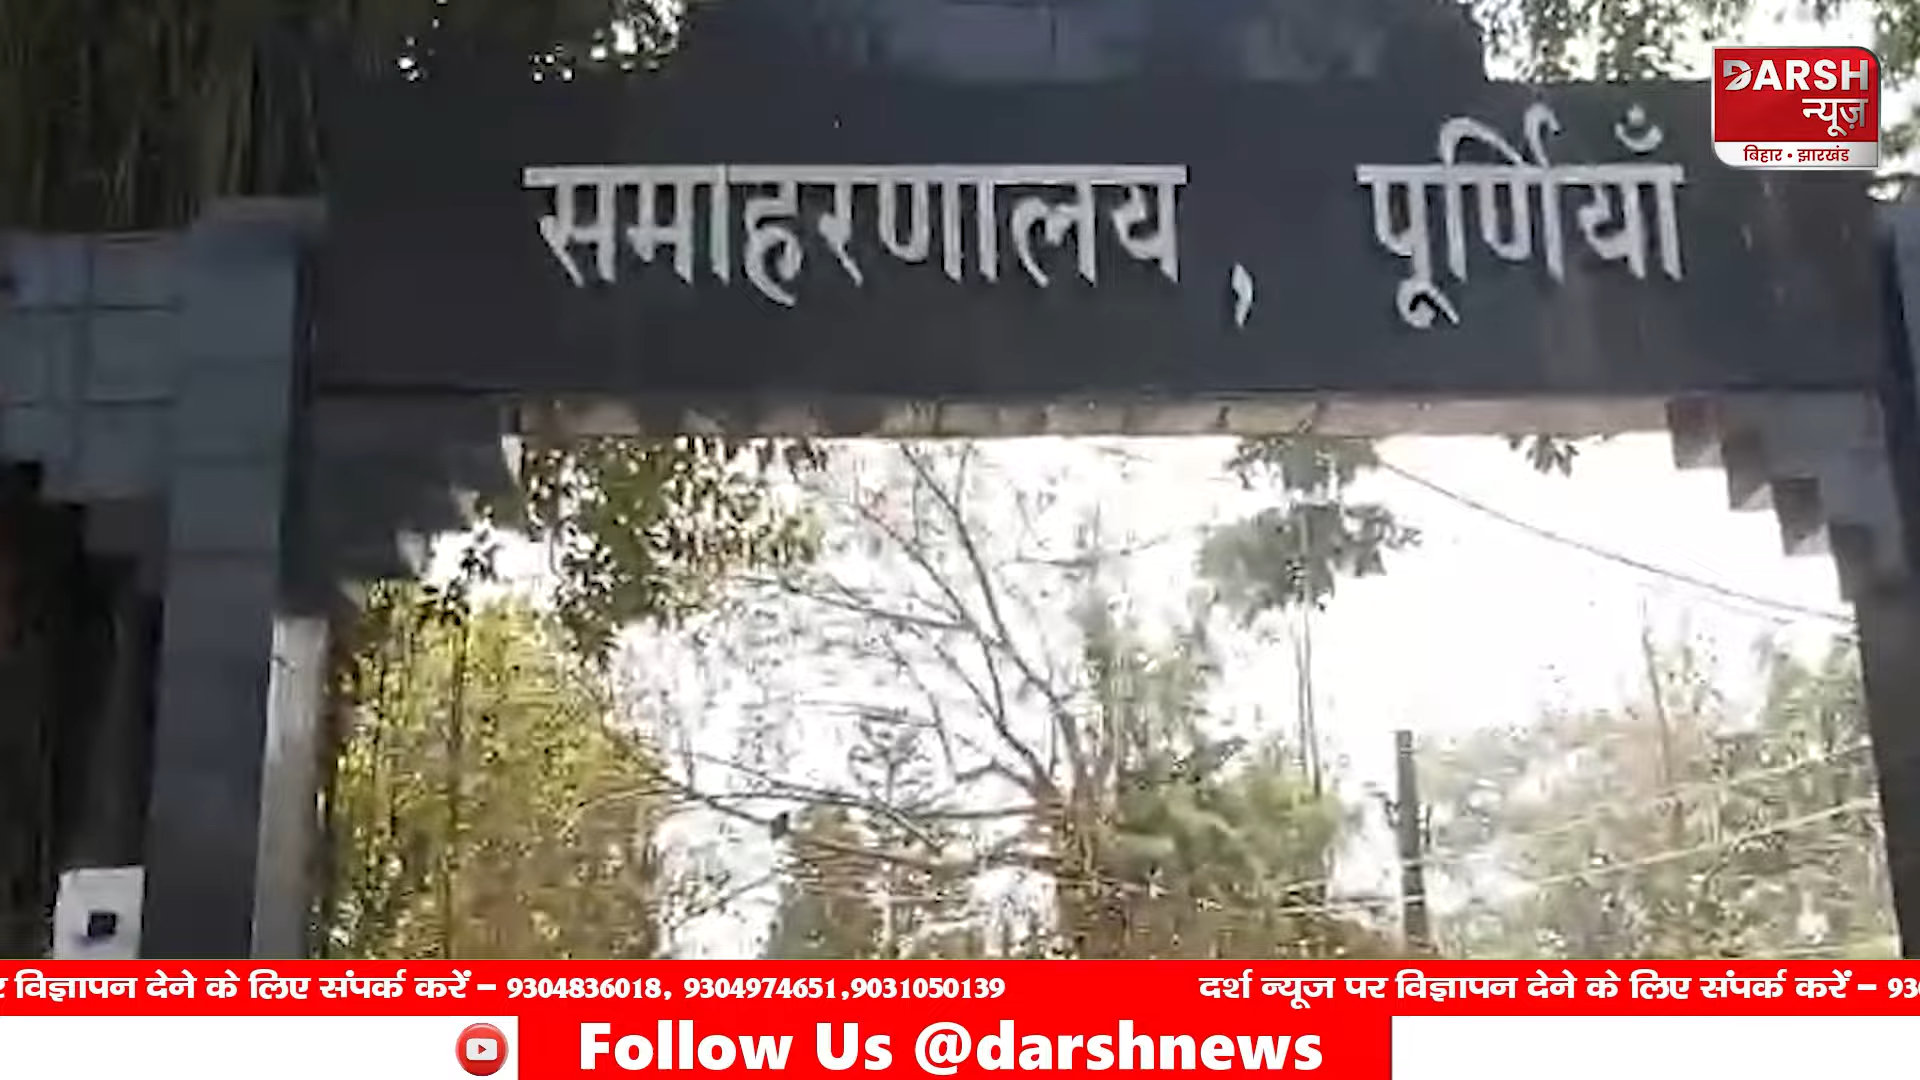 DARSH
न्यूज़
बिहार • झारखंड
समाहरणालय, पूर्णियाँ
विज्ञापन देने के लिए संपर्क करें – 9304836018, 9304974651,9031050139 दर्श न्यूज पर विज्ञापन देने के लिए संपर्क करें –
Follow Us @darshnews